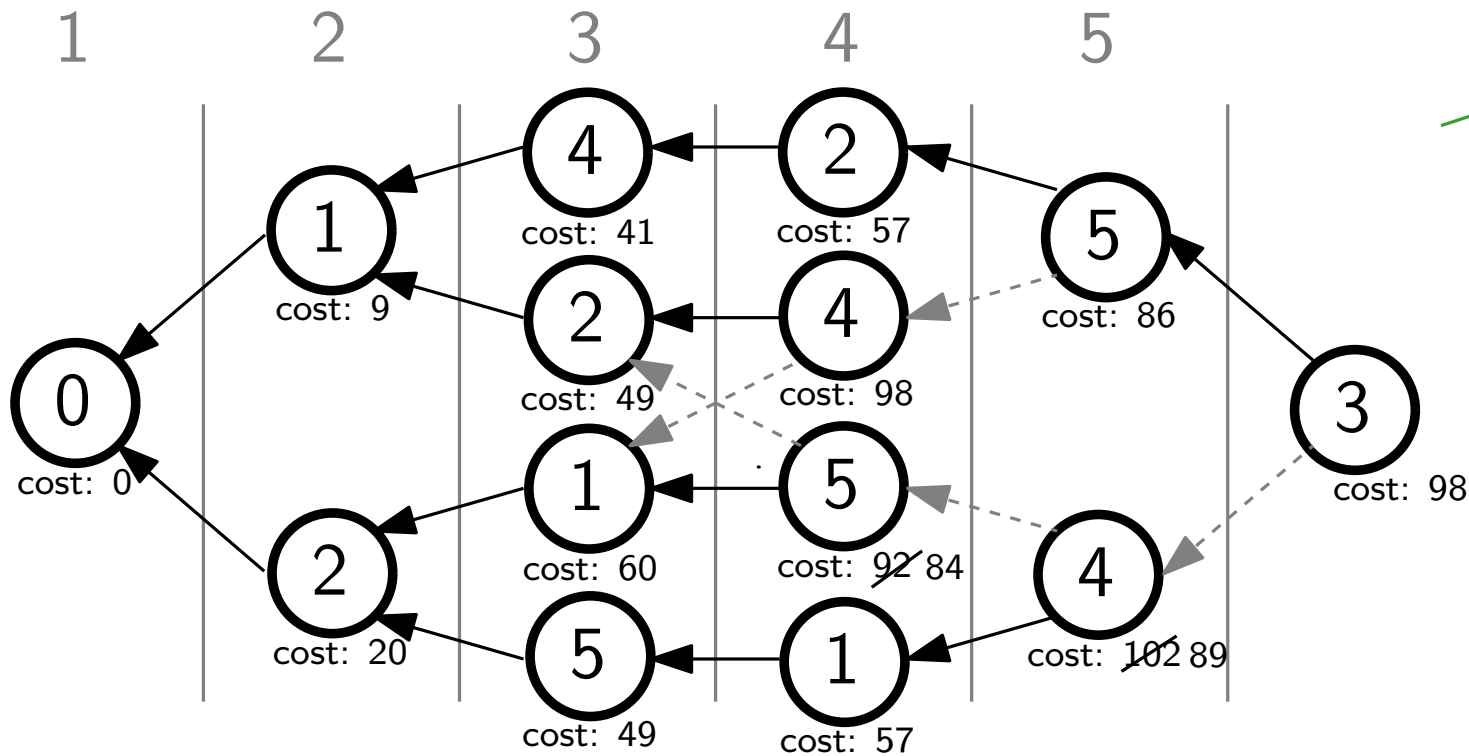 1 2 3 4 5
4
2
cost: 41
cost: 57
1
5
cost: 9
cost: 86
2
4
cost: 49
cost: 98
0
cost: 0
3
cost: 98
1
5
cost: 60
cost: 92 84
2
4
cost: 20
cost: 102 89
5
1
cost: 49
cost: 57